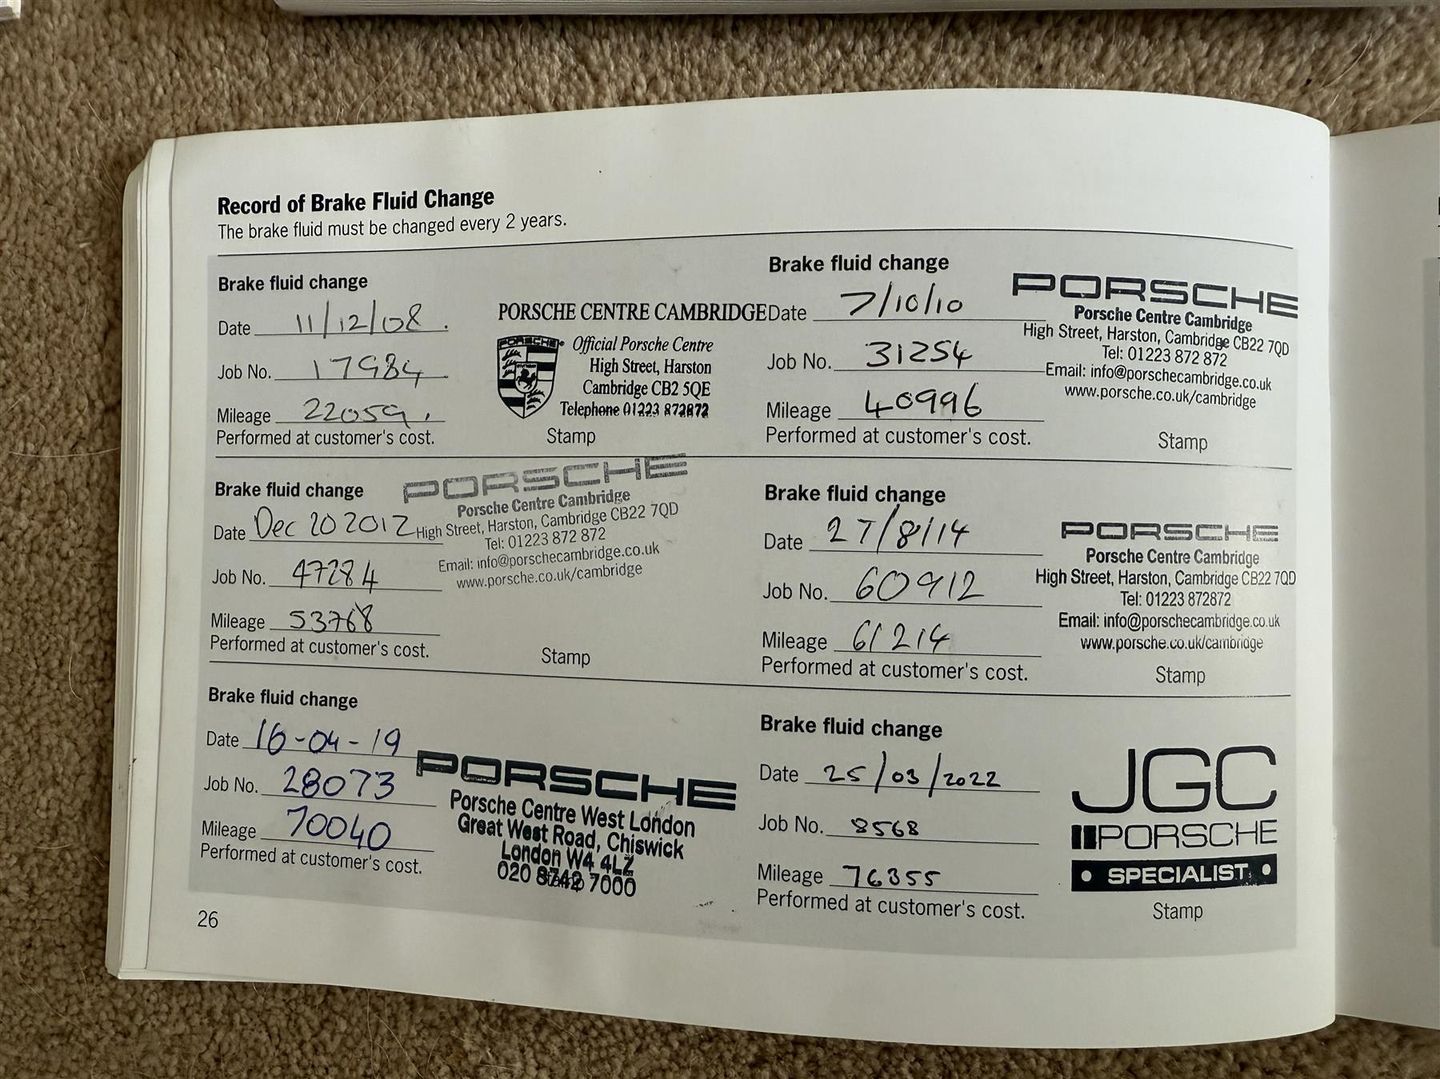 Record of Brake Fluid Change
The brake fluid must be changed every 2 years.
Brake fluid change
Date 11/12/08.
Job No. 17984
Mileage 22059.
Performed at customer's cost.
PORSCHE CENTRE CAMBRIDGE
PORSCHE
Official Porsche Centre
High Street, Harston
Cambridge CB2 5QE
Telephone 01223 872872
Stamp
Brake fluid change
Date 7/10/10
Job No. 31254
Mileage 40996
Performed at customer's cost.
PORSCHE
Porsche Centre Cambridge
High Street, Harston, Cambridge CB22 7QD
Tel: 01223 872 872
Email: info@porschecambridge.co.uk
www.porsche.co.uk/cambridge
Stamp
Brake fluid change
Date Dec 20 2012
Job No. 47284
Mileage 53768
Performed at customer's cost.
PORSCHE
Porsche Centre Cambridge
High Street, Harston, Cambridge CB22 7QD
Tel: 01223 872 872
Email: info@porschecambridge.co.uk
www.porsche.co.uk/cambridge
Stamp
Brake fluid change
Date 27/8/14
Job No. 60912
Mileage 61214
Performed at customer's cost.
PORSCHE
Porsche Centre Cambridge
High Street, Harston, Cambridge CB22 7QD
Tel: 01223 872872
Email: info@porschecambridge.co.uk
www.porsche.co.uk/cambridge
Stamp
Brake fluid change
Date 16-04-19
Job No. 28073
Mileage 70040
Performed at customer's cost.
PORSCHE
Porsche Centre West London
Great West Road, Chiswick
London W4 4LZ
020 8742 7000
Stamp
Brake fluid change
Date 25/03/2022
Job No. 8568
Mileage 76355
Performed at customer's cost.
JGC
PORSCHE
• SPECIALIST •
Stamp
26